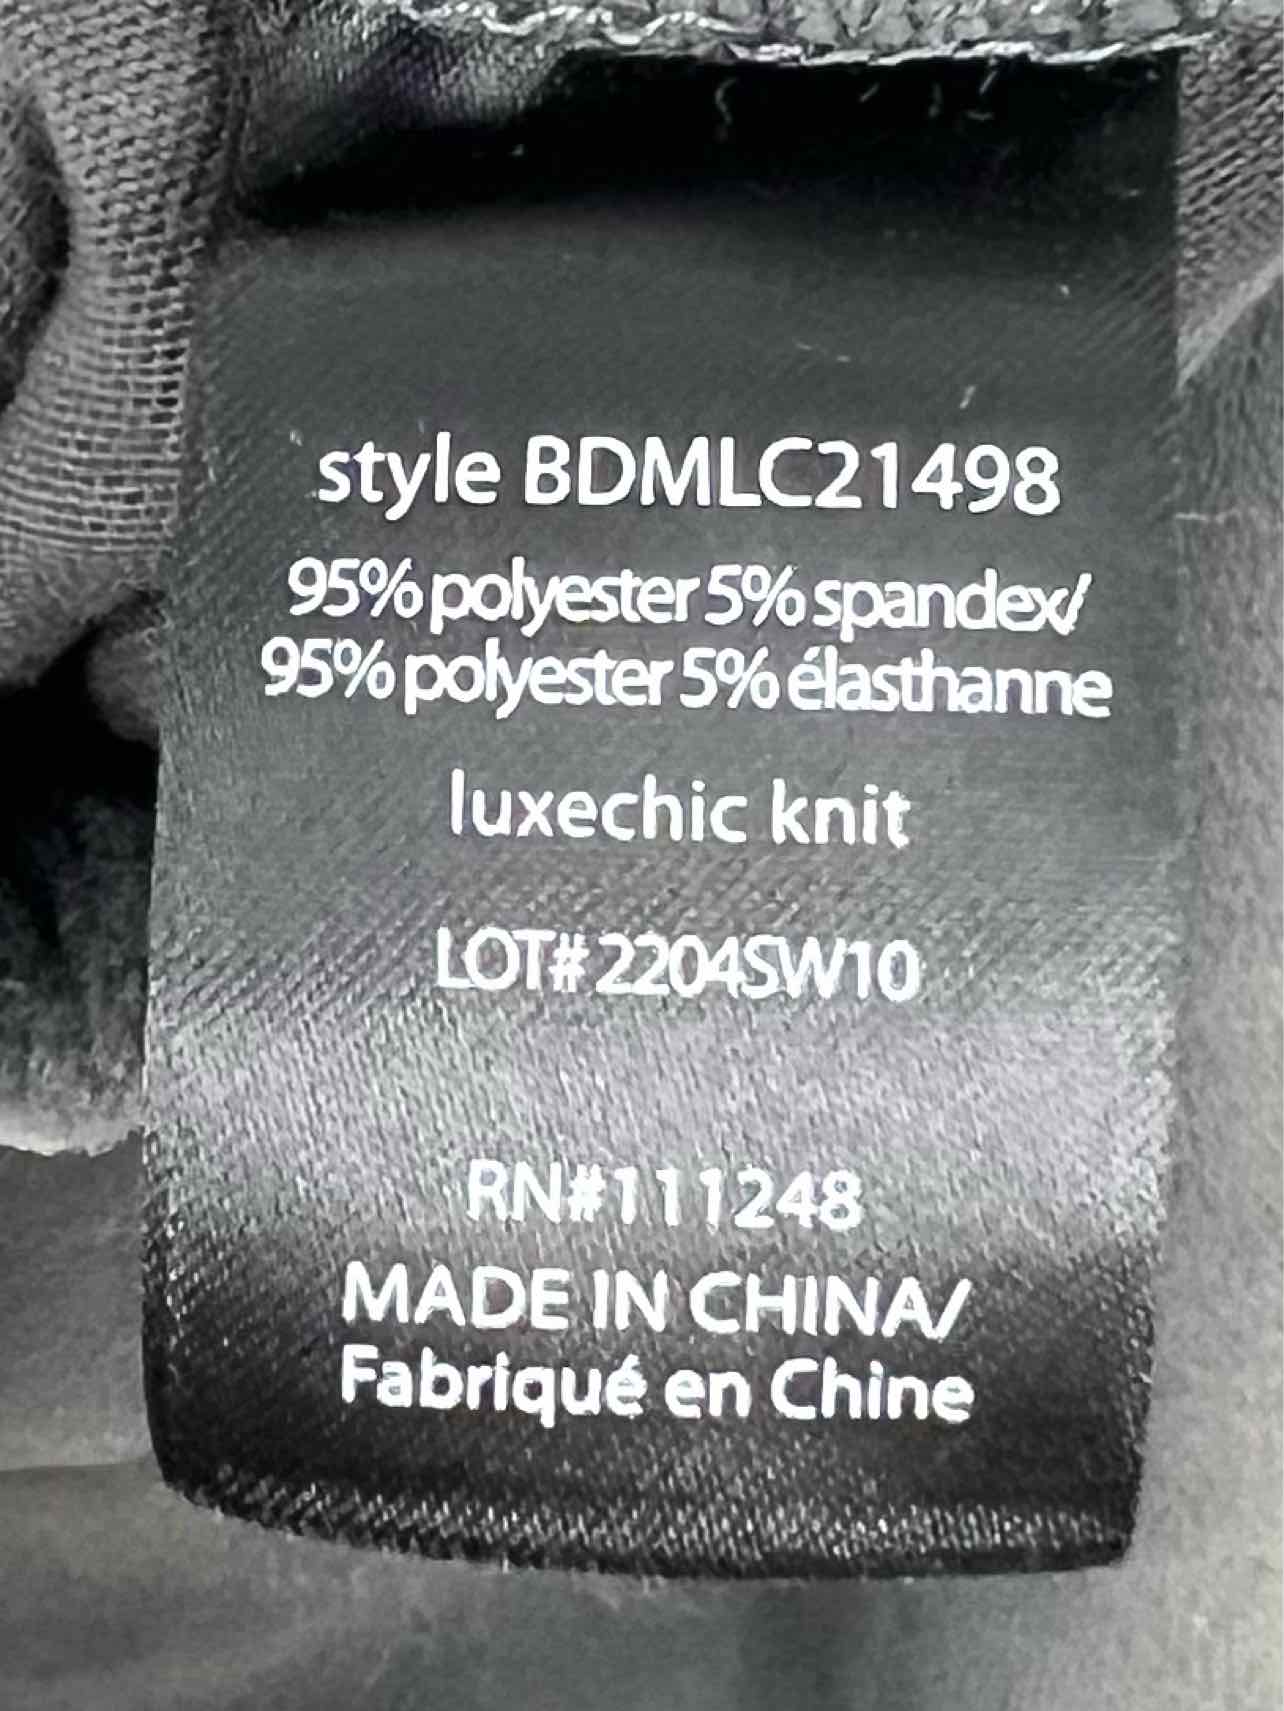 style BDMLC21498
95% polyester 5% spandex/
95% polyester 5% élasthanne
luxechic knit
LOT# 2204SW10
RN#111248
MADE IN CHINA/
Fabriqué en Chine